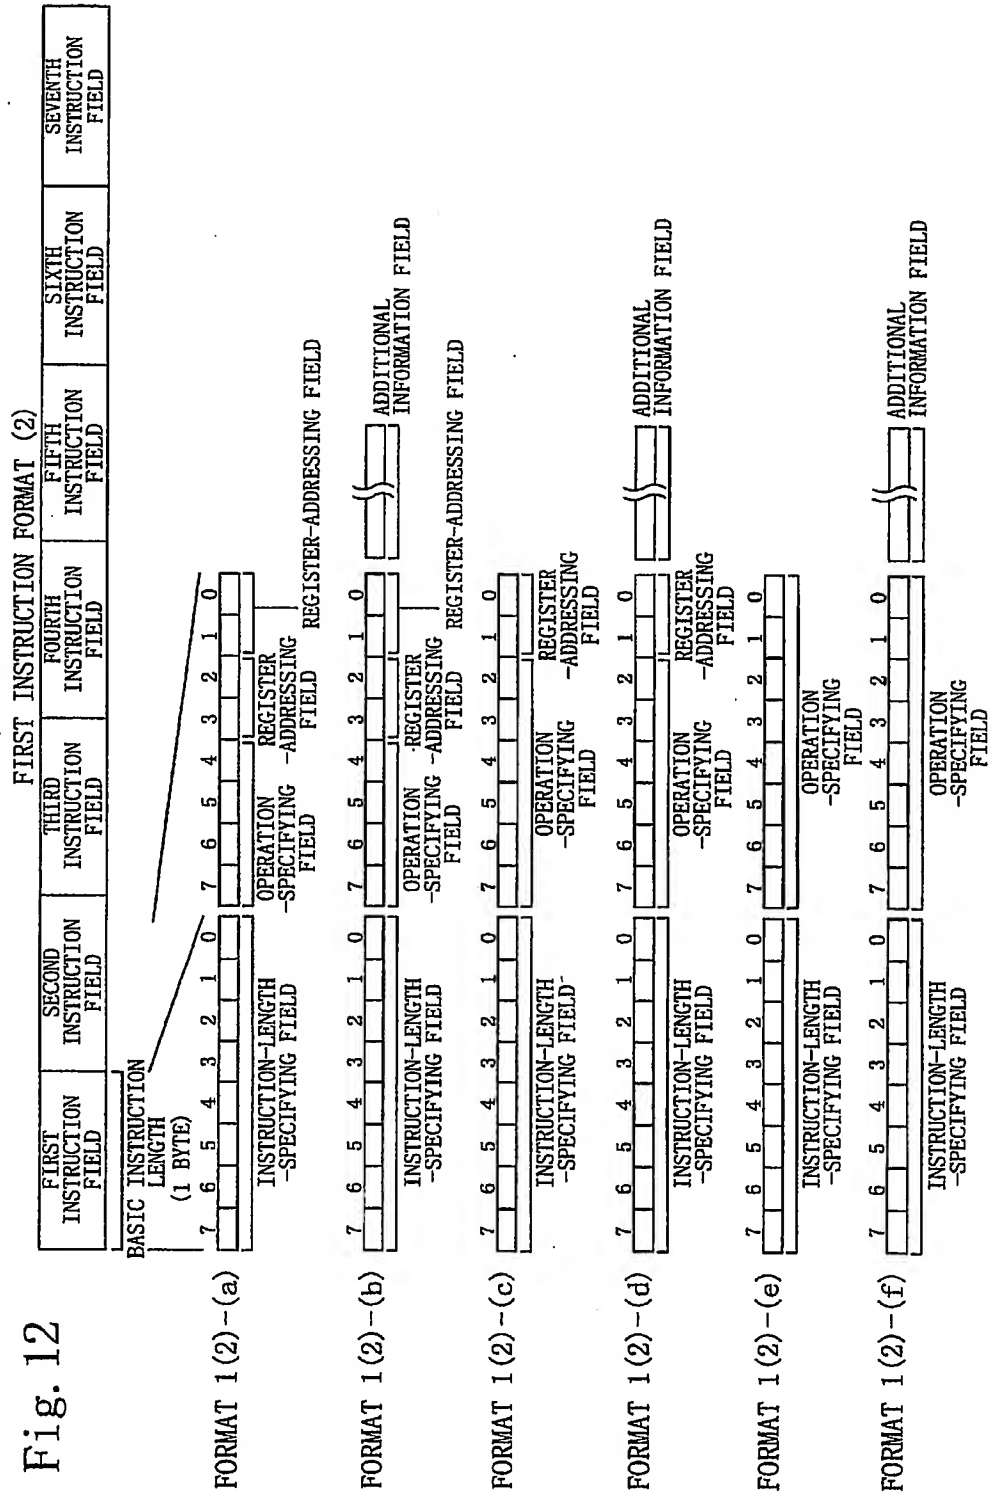 Fig. 12
FIRST INSTRUCTION FORMAT (2)
FIRST
INSTRUCTION
FIELD
SECOND
INSTRUCTION
FIELD
THIRD
INSTRUCTION
FIELD
FOURTH
INSTRUCTION
FIELD
FIFTH
INSTRUCTION
FIELD
SIXTH
INSTRUCTION
FIELD
SEVENTH
INSTRUCTION
FIELD
BASIC INSTRUCTION
LENGTH
(1 BYTE)
FORMAT 1(2)-(a)
7 6 5 4 3 2 1 0 7 6 5 4 3 2 1 0
INSTRUCTION-LENGTH
-SPECIFYING FIELD
OPERATION
-SPECIFYING
FIELD
REGISTER
-ADDRESSING
FIELD
REGISTER-ADDRESSING FIELD
FORMAT 1(2)-(b)
7 6 5 4 3 2 1 0 7 6 5 4 3 2 1 0
ADDITIONAL
INFORMATION FIELD
INSTRUCTION-LENGTH
-SPECIFYING FIELD
OPERATION
-SPECIFYING
FIELD
REGISTER
-ADDRESSING
FIELD
REGISTER-ADDRESSING FIELD
FORMAT 1(2)-(c)
7 6 5 4 3 2 1 0 7 6 5 4 3 2 1 0
INSTRUCTION-LENGTH
-SPECIFYING FIELD
OPERATION
-SPECIFYING
FIELD
REGISTER
-ADDRESSING
FIELD
FORMAT 1(2)-(d)
7 6 5 4 3 2 1 0 7 6 5 4 3 2 1 0
ADDITIONAL
INFORMATION FIELD
INSTRUCTION-LENGTH
-SPECIFYING FIELD
OPERATION
-SPECIFYING
FIELD
REGISTER
-ADDRESSING
FIELD
FORMAT 1(2)-(e)
7 6 5 4 3 2 1 0 7 6 5 4 3 2 1 0
INSTRUCTION-LENGTH
-SPECIFYING FIELD
OPERATION
-SPECIFYING
FIELD
FORMAT 1(2)-(f)
7 6 5 4 3 2 1 0 7 6 5 4 3 2 1 0
ADDITIONAL
INFORMATION FIELD
INSTRUCTION-LENGTH
-SPECIFYING FIELD
OPERATION
-SPECIFYING
FIELD